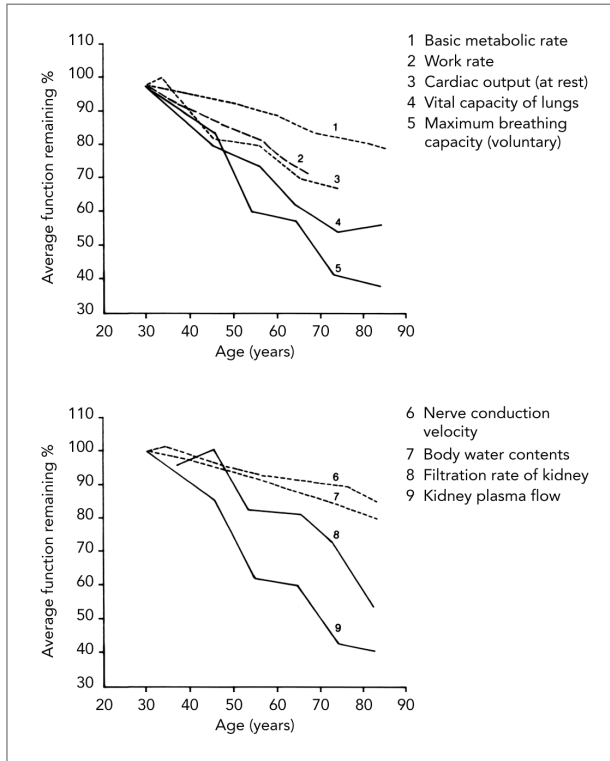 110
100
90
80
70
60
50
40
30
Average function remaining %
20 30 40 50 60 70 80 90
Age (years)
1
2
3
4
5
1 Basic metabolic rate
2 Work rate
3 Cardiac output (at rest)
4 Vital capacity of lungs
5 Maximum breathing
capacity (voluntary)
110
100
90
80
70
60
50
40
30
Average function remaining %
20 30 40 50 60 70 80 90
Age (years)
6
7
8
9
6 Nerve conduction
velocity
7 Body water contents
8 Filtration rate of kidney
9 Kidney plasma flow